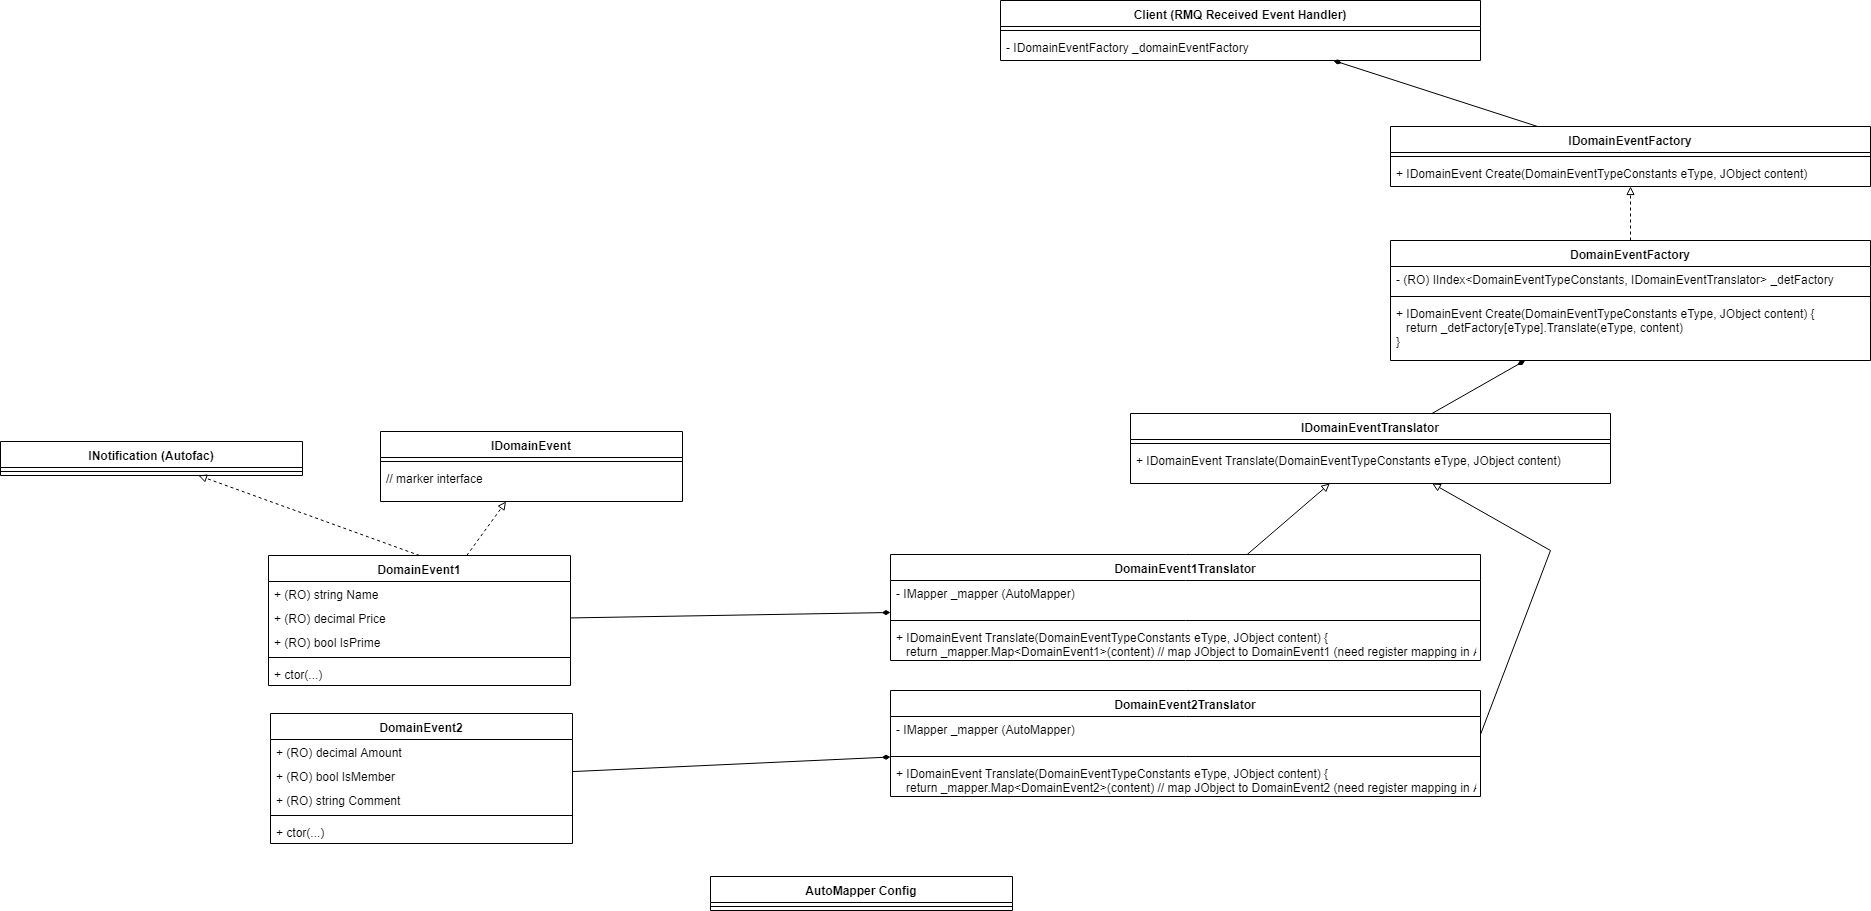 Client (RMQ Received Event Handler)
- IDomainEventFactory _domainEventFactory
IDomainEventFactory
+ IDomainEvent Create(DomainEventTypeConstants eType, JObject content)
DomainEventFactory
- (RO) IIndex<DomainEventTypeConstants, IDomainEventTranslator> _detFactory
+ IDomainEvent Create(DomainEventTypeConstants eType, JObject content) {
return _detFactory[eType].Translate(eType, content)
}
IDomainEventTranslator
+ IDomainEvent Translate(DomainEventTypeConstants eType, JObject content)
INotification (Autofac)
IDomainEvent
// marker interface
DomainEvent1
+ (RO) string Name
+ (RO) decimal Price
+ (RO) bool IsPrime
+ ctor(...)
DomainEvent1Translator
- IMapper _mapper (AutoMapper)
+ IDomainEvent Translate(DomainEventTypeConstants eType, JObject content) {
return _mapper.Map<DomainEvent1>(content) // map JObject to DomainEvent1 (need register mapping in
DomainEvent2
+ (RO) decimal Amount
+ (RO) bool IsMember
+ (RO) string Comment
+ ctor(...)
DomainEvent2Translator
- IMapper _mapper (AutoMapper)
+ IDomainEvent Translate(DomainEventTypeConstants eType, JObject content) {
return _mapper.Map<DomainEvent2>(content) // map JObject to DomainEvent2 (need register mapping in
AutoMapper Config